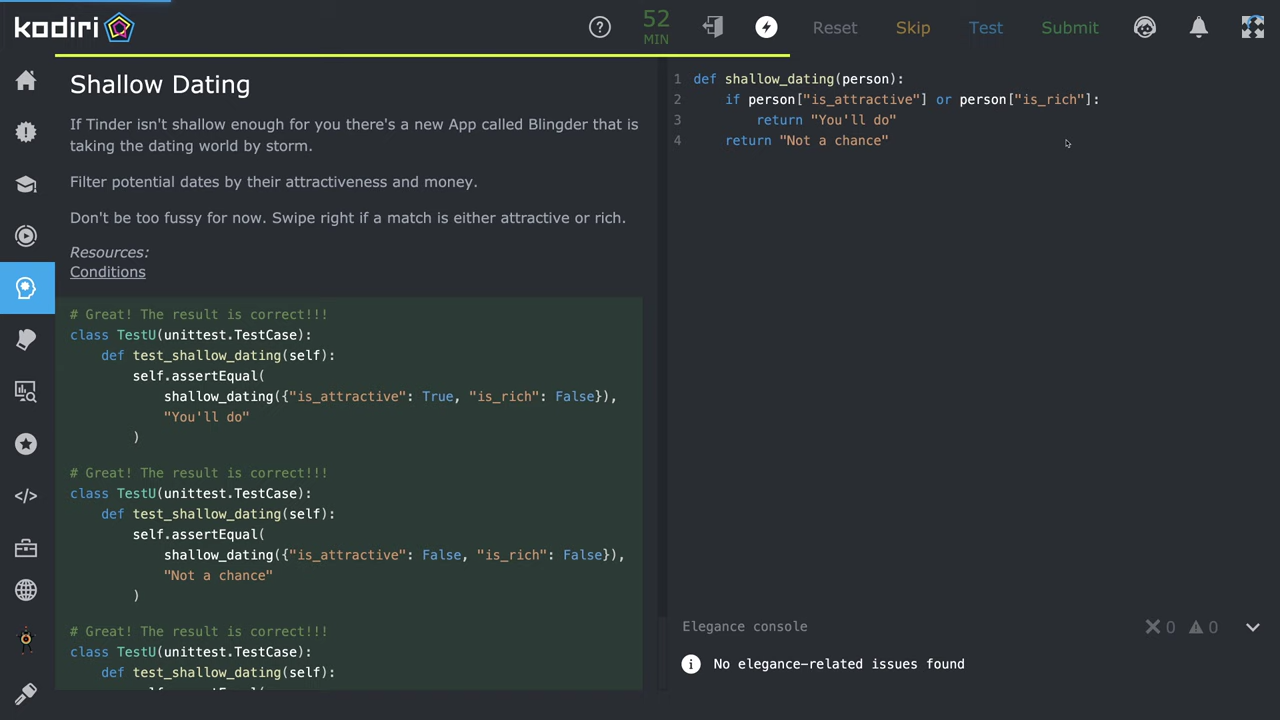 kodiri
?
52
MIN
Reset
Skip
Test
Submit
Shallow Dating
If Tinder isn't shallow enough for you there's a new App called Blingder that is
taking the dating world by storm.
Filter potential dates by their attractiveness and money.
Don't be too fussy for now. Swipe right if a match is either attractive or rich.
Resources:
Conditions
# Great! The result is correct!!!
class TestU(unittest.TestCase):
def test_shallow_dating(self):
self.assertEqual(
shallow_dating({"is_attractive": True, "is_rich": False}),
"You'll do"
)
# Great! The result is correct!!!
class TestU(unittest.TestCase):
def test_shallow_dating(self):
self.assertEqual(
shallow_dating({"is_attractive": False, "is_rich": False}),
"Not a chance"
)
# Great! The result is correct!!!
class TestU(unittest.TestCase):
def test_shallow_dating(self):
1 def shallow_dating(person):
2 if person["is_attractive"] or person["is_rich"]:
3 return "You'll do"
4 return "Not a chance"
Elegance console
0
0
No elegance-related issues found